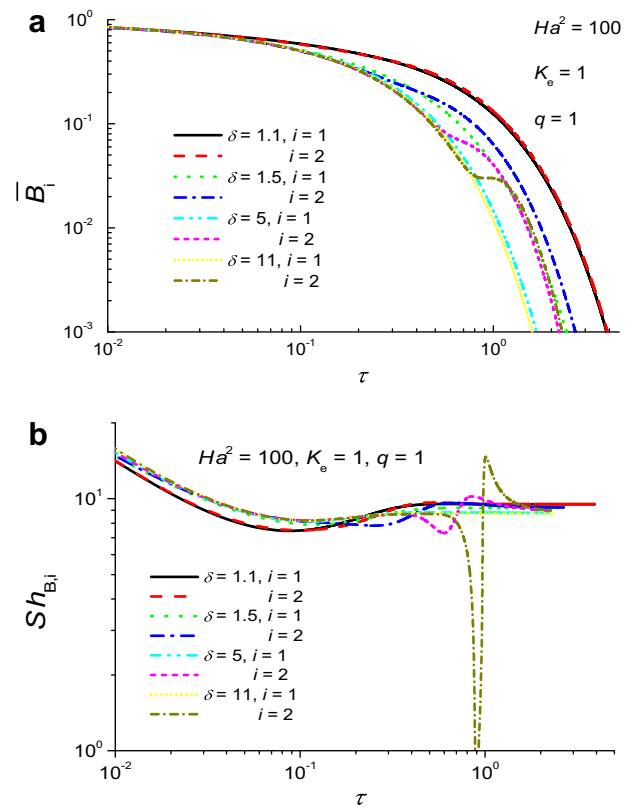 a
10⁰
10⁻¹
10⁻²
10⁻³
B̅ᵢ
Ha² = 100
Kₑ = 1
q = 1
δ = 1.1, i = 1
i = 2
δ = 1.5, i = 1
i = 2
δ = 5, i = 1
i = 2
δ = 11, i = 1
i = 2
10⁻² 10⁻¹ 10⁰
τ
b
Ha² = 100, Kₑ = 1, q = 1
10¹
10⁰
Sh_B,i
δ = 1.1, i = 1
i = 2
δ = 1.5, i = 1
i = 2
δ = 5, i = 1
i = 2
δ = 11, i = 1
i = 2
10⁻² 10⁻¹ 10⁰
τ